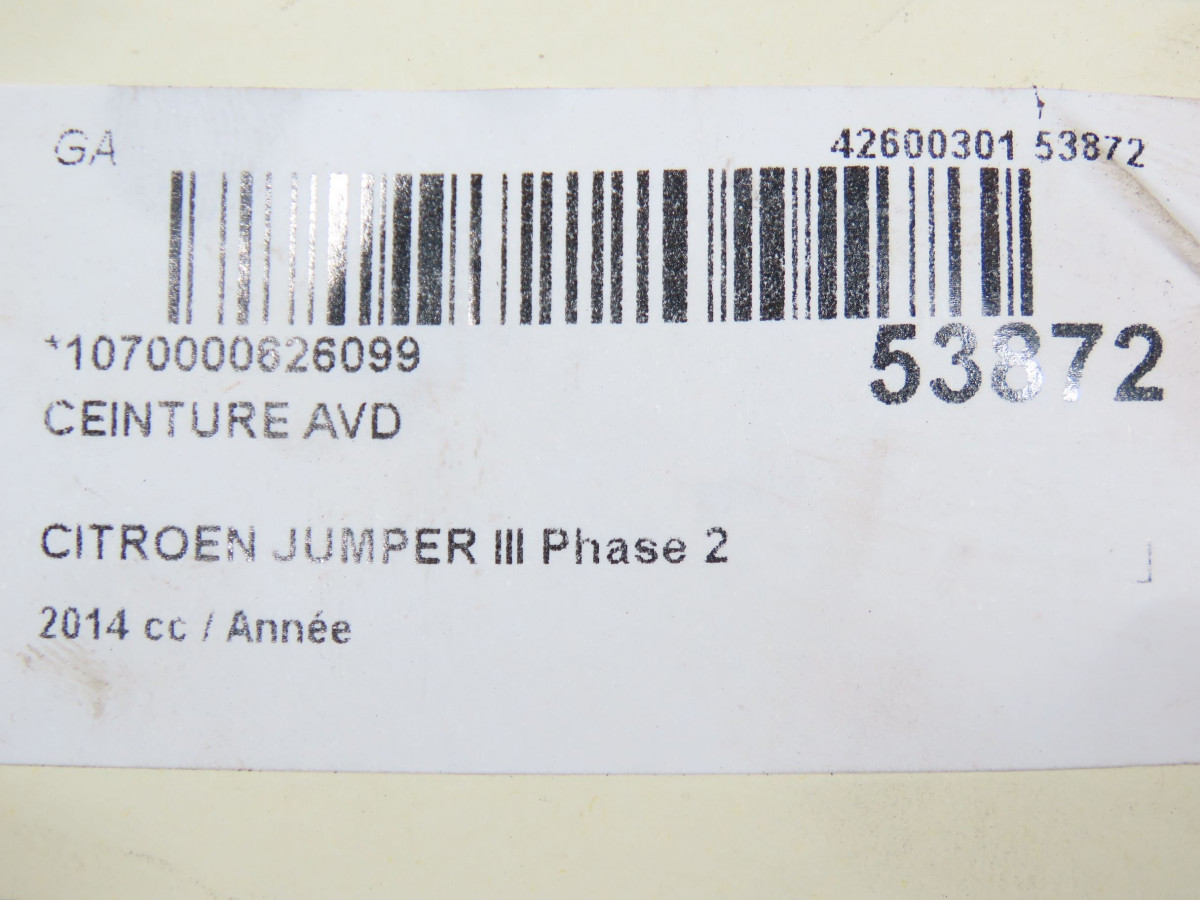 GA
42600301 53872
*1070000626099
53872
CEINTURE AVD
CITROEN JUMPER III Phase 2
2014 cc / Année